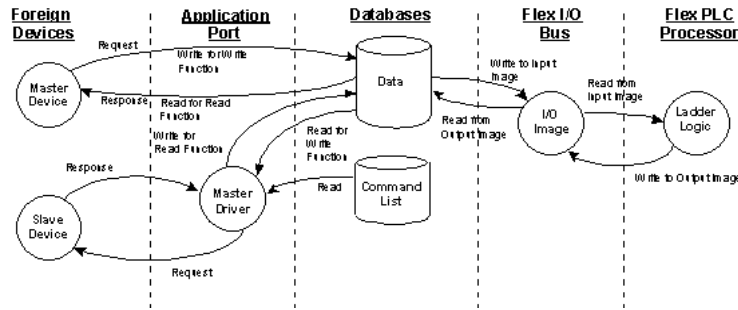 Foreign
Devices
Application
Port
Databases
Flex I/O
Bus
Flex PLC
Processor
Request
Write for Write
Function
Master
Device
Response
Read for Read
Function
Write for
Read Function
Data
Read for
Write
Function
Write to Input
Image
Read from
Output Image
I/O
Image
Read from
Input Image
Ladder
Logic
Write to Output Image
Response
Master
Driver
Read
Command
List
Slave
Device
Request